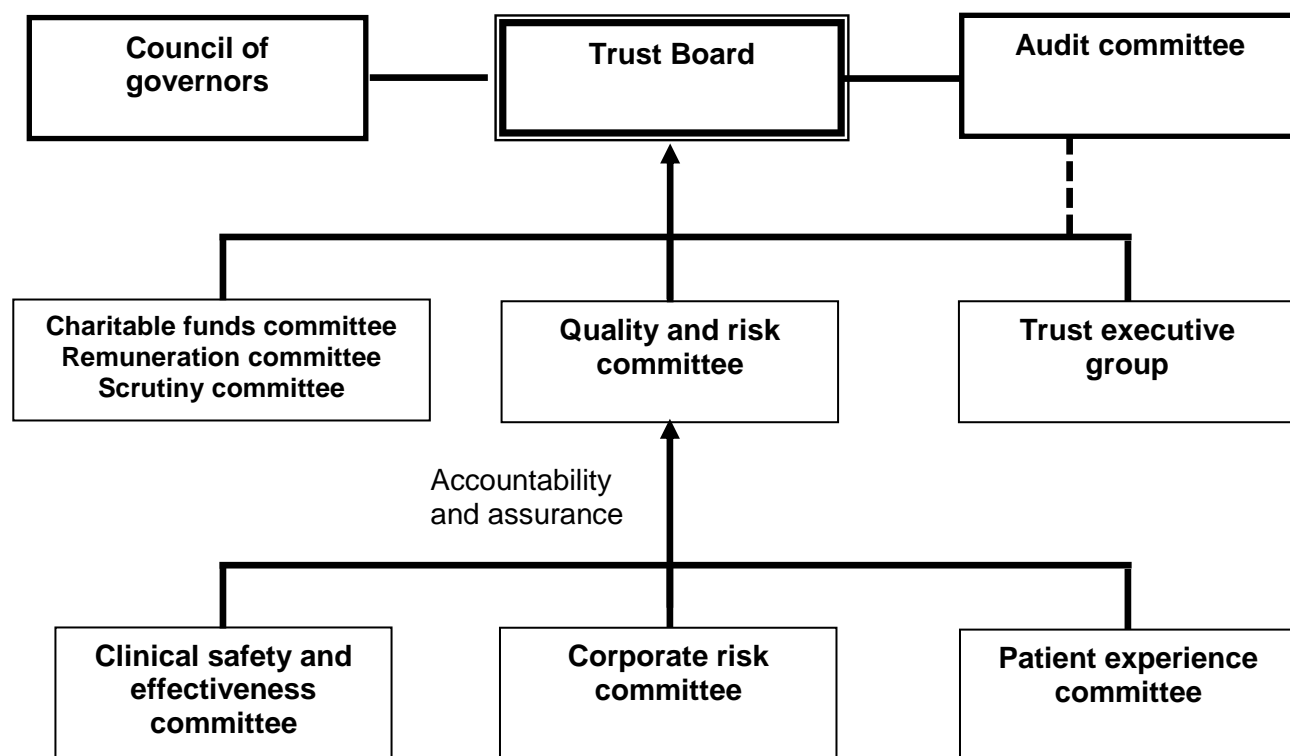 Council of
governors
Trust Board
Audit committee
Charitable funds committee
Remuneration committee
Scrutiny committee
Quality and risk
committee
Trust executive
group
Accountability
and assurance
Clinical safety and
effectiveness
committee
Corporate risk
committee
Patient experience
committee